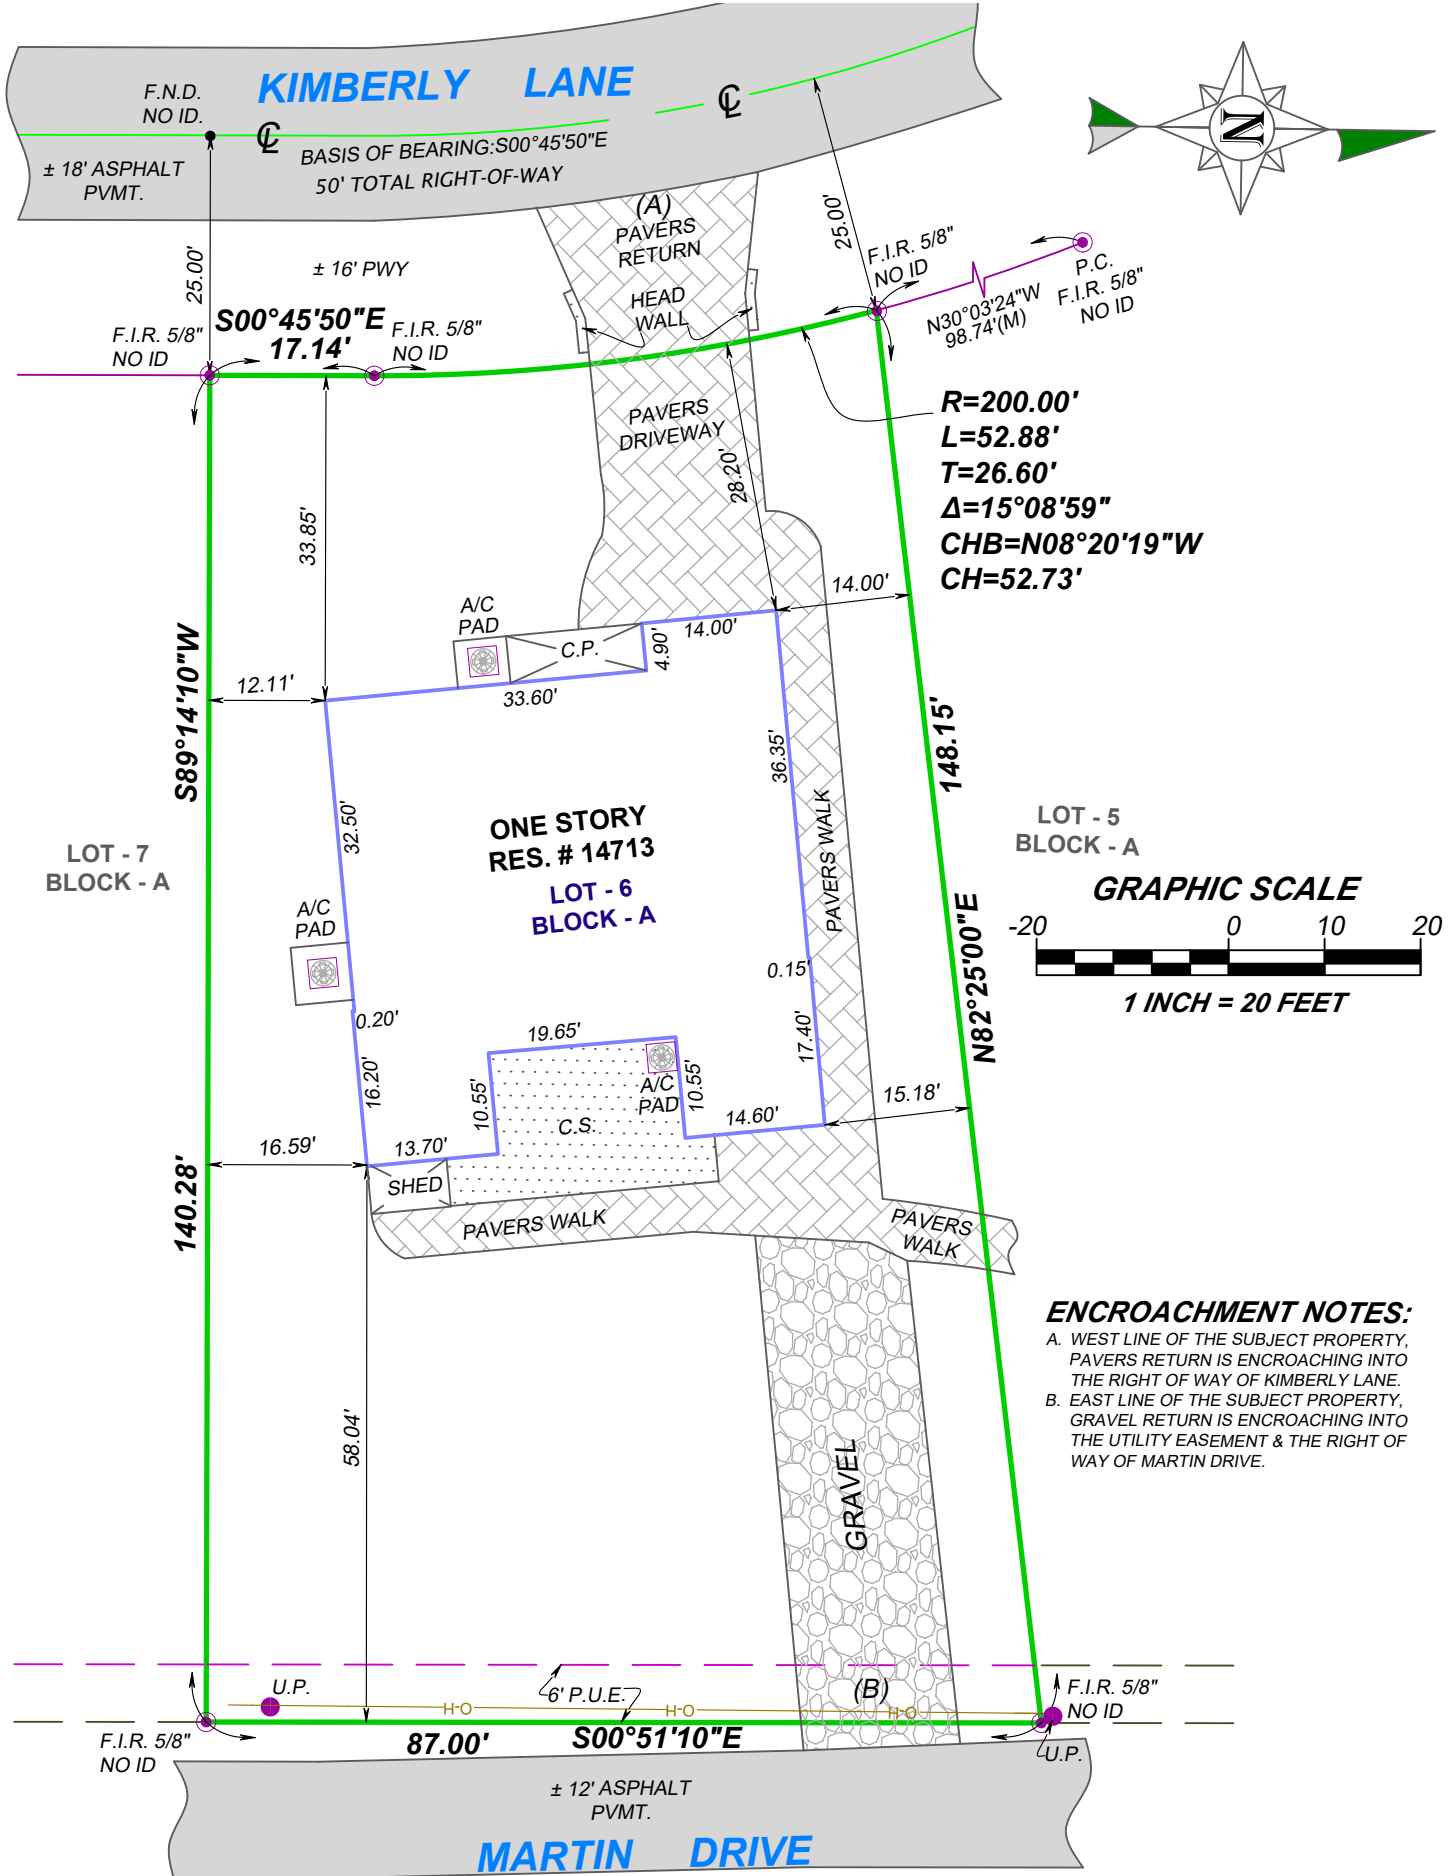 KIMBERLY LANE
F.N.D.
NO ID.
℄
℄
BASIS OF BEARING:S00°45'50"E
50' TOTAL RIGHT-OF-WAY
± 18' ASPHALT
PVMT.
N
(A)
PAVERS
RETURN
25.00'
25.00'
± 16' PWY
HEAD
WALL
F.I.R. 5/8"
NO ID
P.C.
F.I.R. 5/8"
NO ID
N30°03'24"W
98.74'(M)
S00°45'50"E
17.14'
F.I.R. 5/8"
NO ID
F.I.R. 5/8"
NO ID
R=200.00'
L=52.88'
T=26.60'
Δ=15°08'59"
CHB=N08°20'19"W
CH=52.73'
PAVERS
DRIVEWAY
28.20'
33.85'
14.00'
A/C
PAD
C.P.
4.90'
14.00'
33.60'
12.11'
S89°14'10"W
140.28'
148.15'
N82°25'00"E
36.35'
32.50'
PAVERS WALK
ONE STORY
RES. # 14713
LOT - 6
BLOCK - A
LOT - 7
BLOCK - A
LOT - 5
BLOCK - A
GRAPHIC SCALE
-20 0 10 20
1 INCH = 20 FEET
A/C
PAD
0.20'
0.15'
16.20'
17.40'
19.65'
10.55'
10.55'
A/C
PAD
C.S.
14.60'
15.18'
13.70'
16.59'
SHED
PAVERS WALK
PAVERS
WALK
58.04'
GRAVEL
ENCROACHMENT NOTES:
A. WEST LINE OF THE SUBJECT PROPERTY,
PAVERS RETURN IS ENCROACHING INTO
THE RIGHT OF WAY OF KIMBERLY LANE.
B. EAST LINE OF THE SUBJECT PROPERTY,
GRAVEL RETURN IS ENCROACHING INTO
THE UTILITY EASEMENT & THE RIGHT OF
WAY OF MARTIN DRIVE.
U.P.
6' P.U.E.
(B)
F.I.R. 5/8"
NO ID
O-H
O-H
O-H
F.I.R. 5/8"
NO ID
87.00'
S00°51'10"E
U.P.
± 12' ASPHALT
PVMT.
MARTIN DRIVE